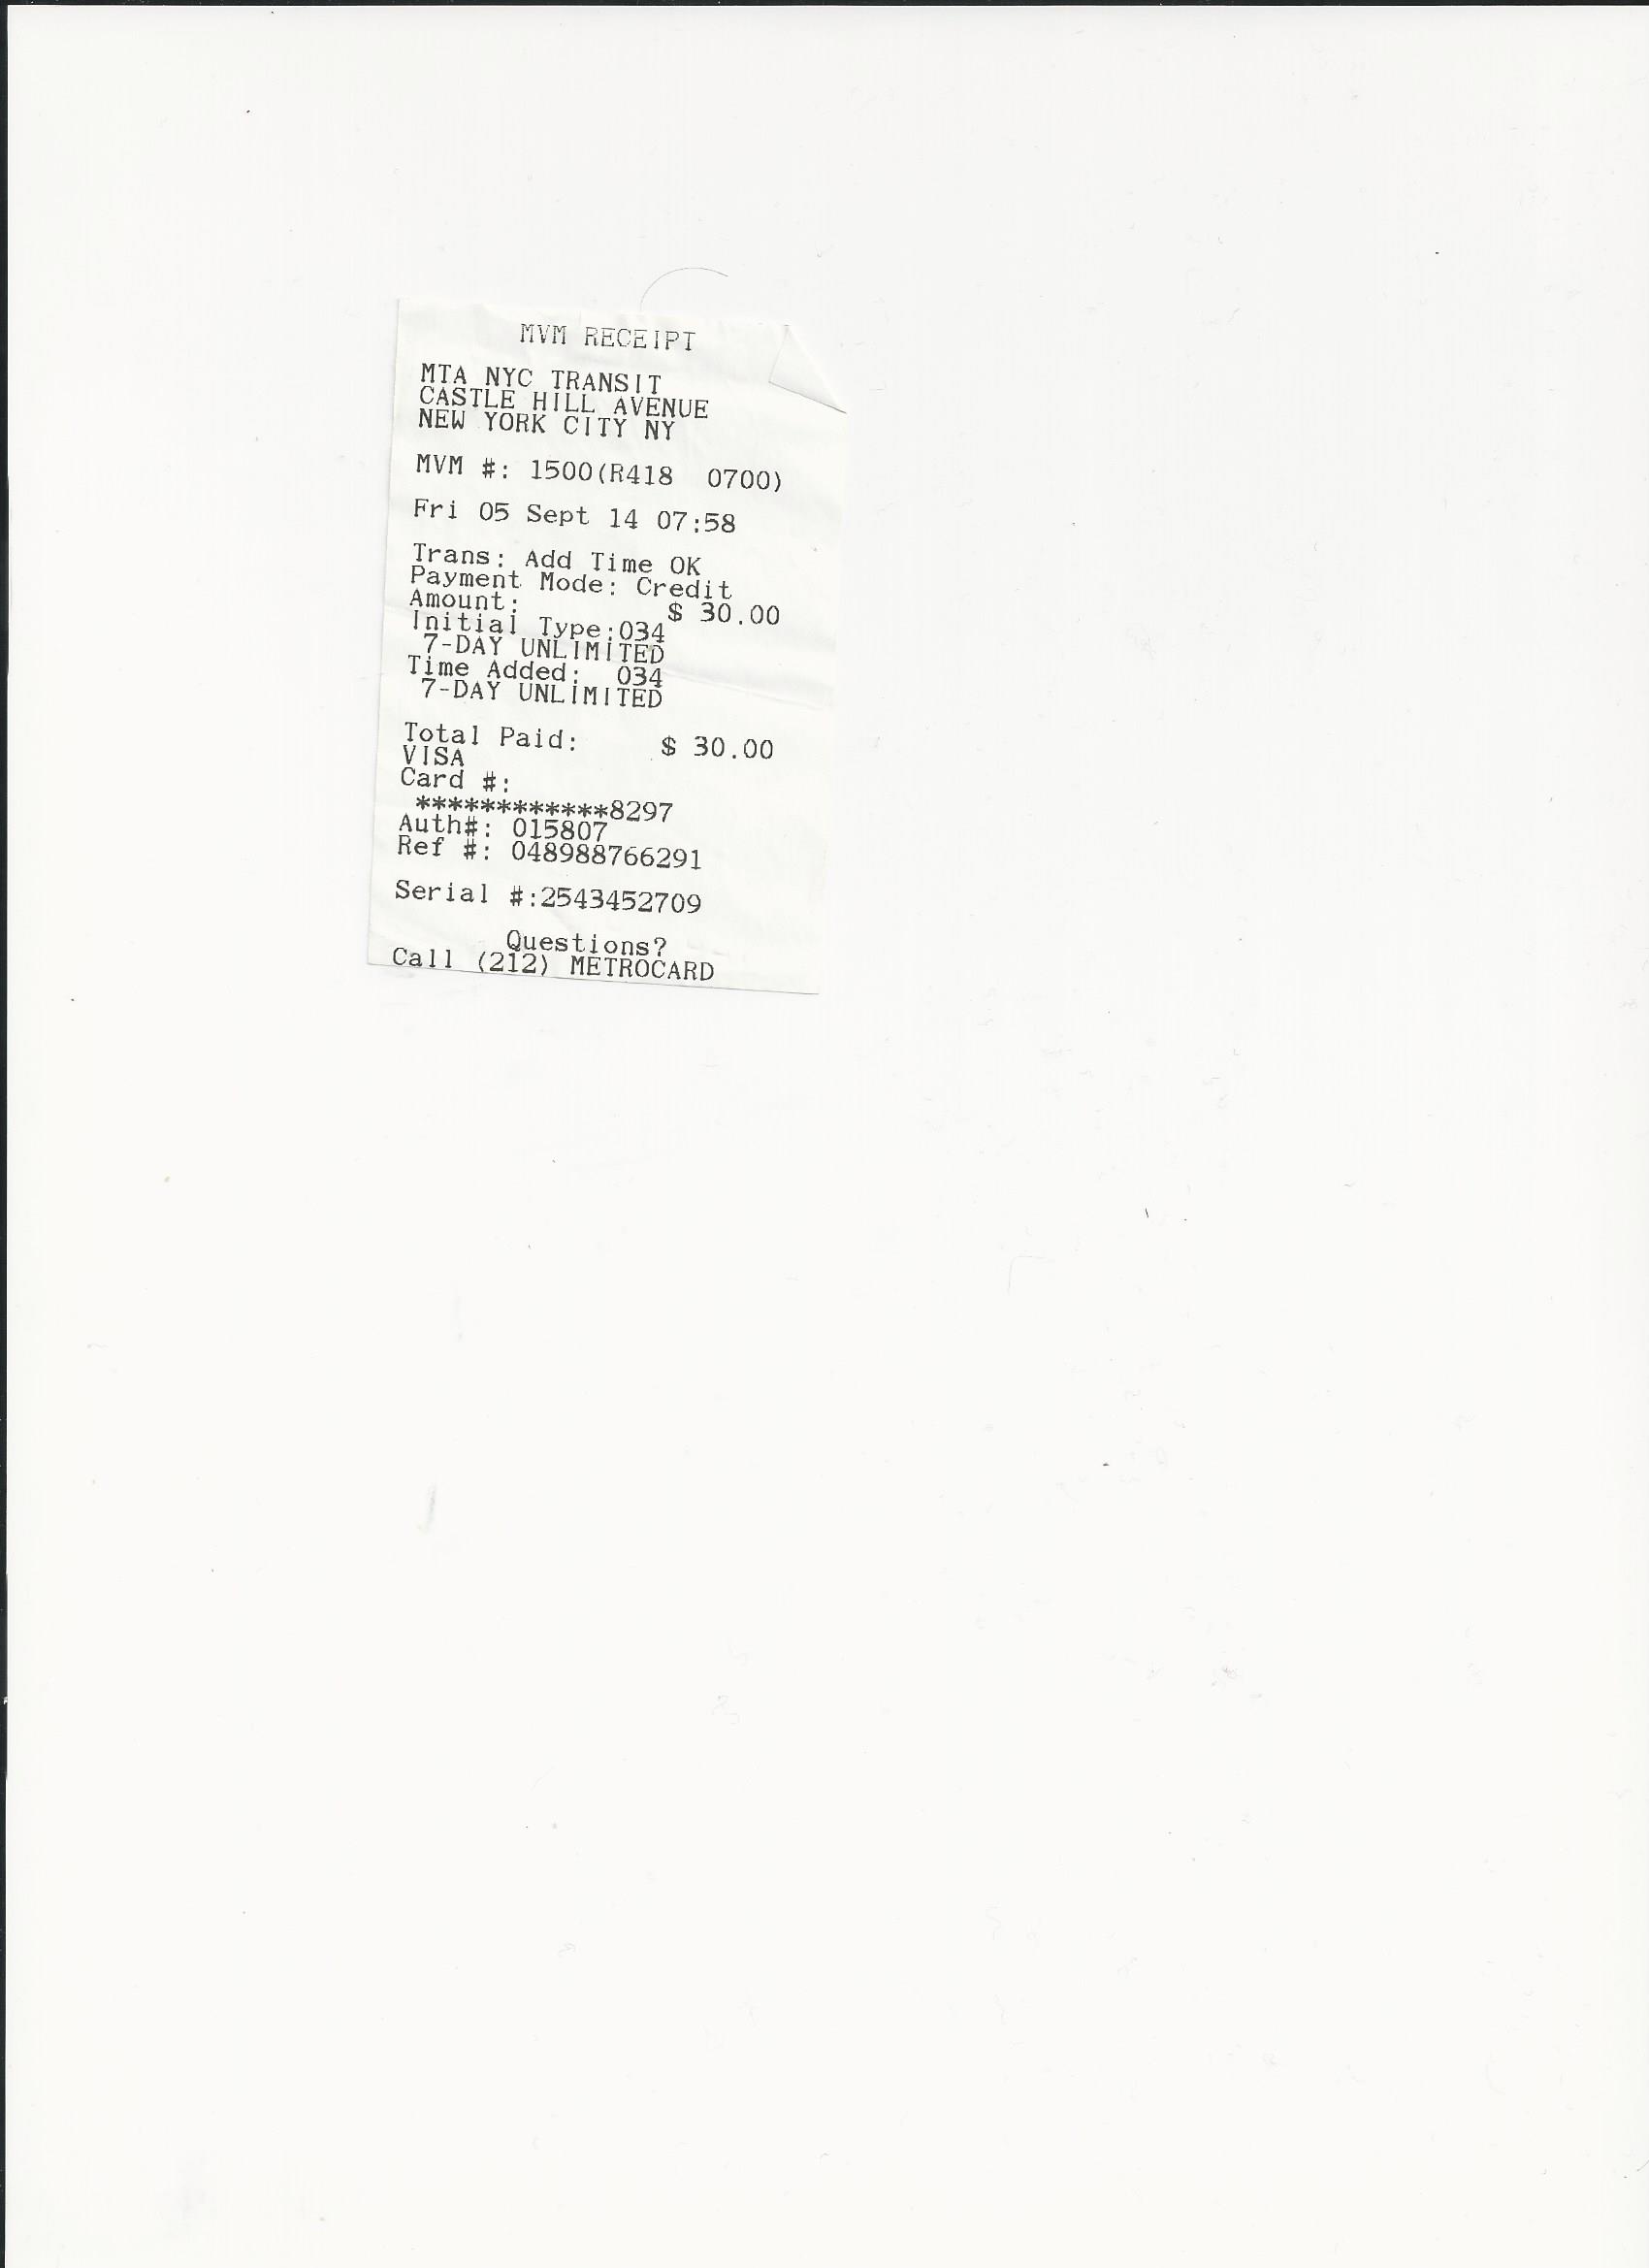 MVM RECEIPT
MTA NYC TRANSIT
CASTLE HILL AVENUE
NEW YORK CITY NY
MVM #: 1500(R418 0700)
Fri 05 Sept 14 07:58
Trans: Add Time OK
Payment Mode: Credit
Amount: $ 30.00
Initial Type:034
7-DAY UNLIMITED
Time Added: 034
7-DAY UNLIMITED
Total Paid: $ 30.00
VISA
Card #:
************8297
Auth#: 015807
Ref #: 048988766291
Serial #:2543452709
Questions?
Call (212) METROCARD